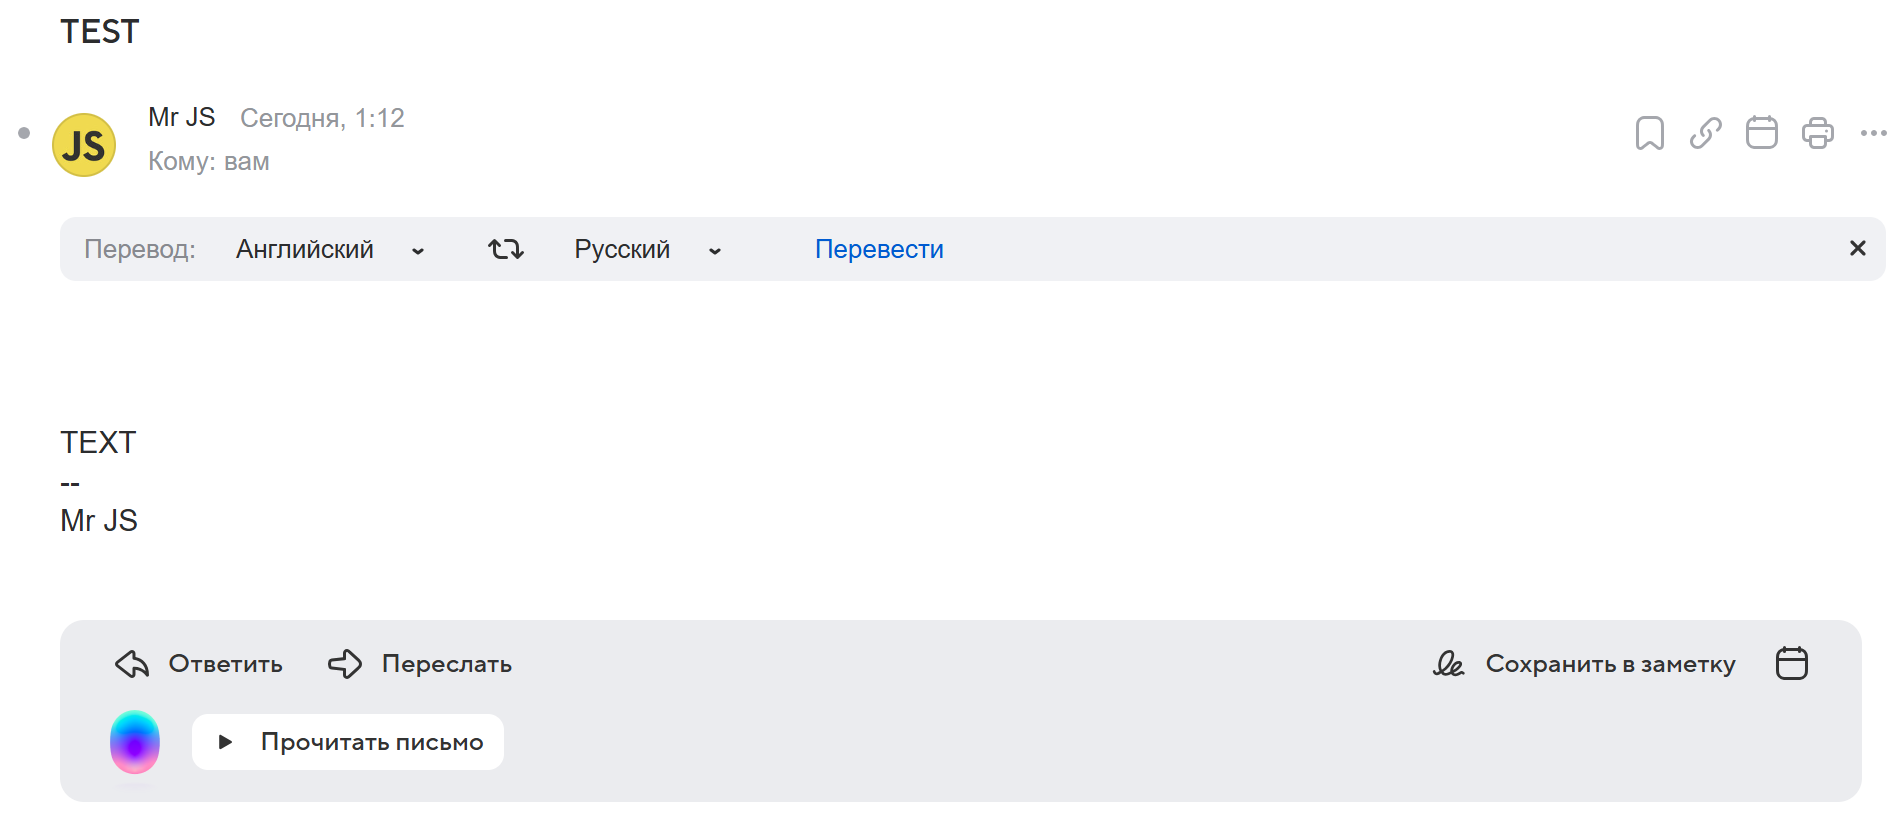 TEST
JS
Mr JS Сегодня, 1:12
Кому: вам
Перевод: Английский Русский Перевести
TEXT
--
Mr JS
Ответить Переслать Сохранить в заметку
Прочитать письмо